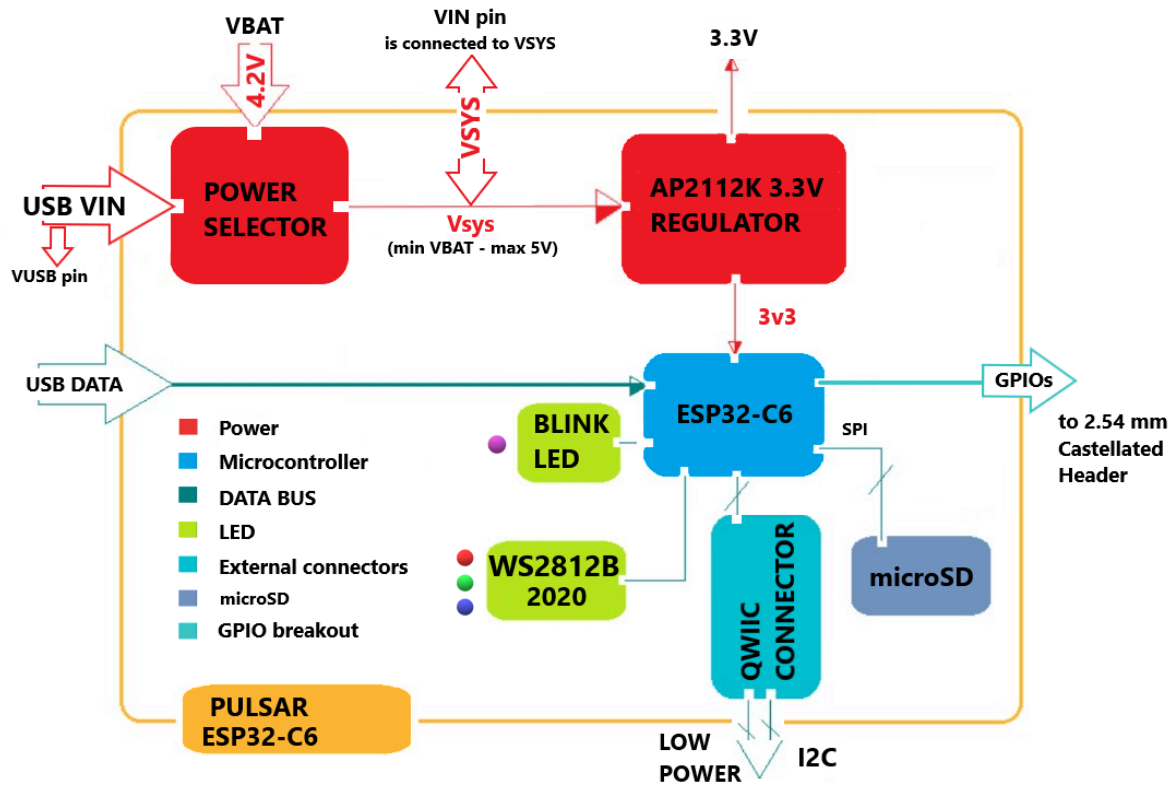 VBAT
4.2V
VIN pin
is connected to VSYS
VSYS
3.3V
POWER
SELECTOR
USB VIN
VUSB pin
Vsys
(min VBAT - max 5V)
AP2112K 3.3V
REGULATOR
3v3
USB DATA
ESP32-C6
GPIOs
to 2.54 mm
Castellated
Header
BLINK
LED
SPI
Power
Microcontroller
DATA BUS
LED
External connectors
microSD
GPIO breakout
WS2812B
2020
QWIIC
CONNECTOR
microSD
PULSAR
ESP32-C6
LOW
POWER
I2C